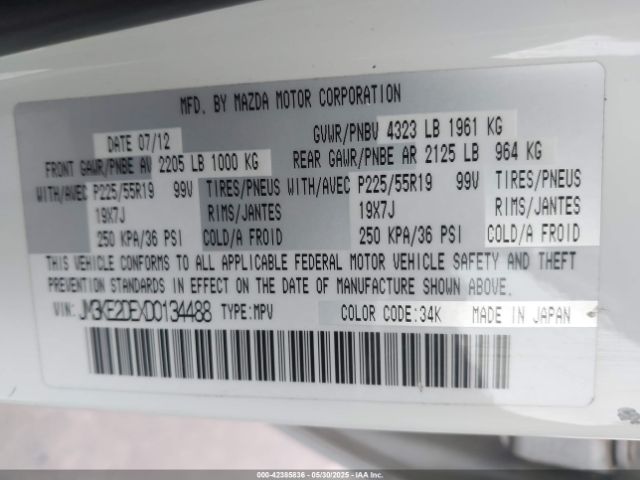 MFD. BY MAZDA MOTOR CORPORATION
DATE 07/12 GVWR/PNBV 4323 LB 1961 KG
FRONT GAWR/PNBE AV 2205 LB 1000 KG REAR GAWR/PNBE AR 2125 LB 964 KG
WITH/AVEC P225/55R19 99V TIRES/PNEUS WITH/AVEC P225/55R19 99V TIRES/PNEUS
19X7J RIMS/JANTES 19X7J RIMS/JANTES
250 KPA/36 PSI COLD/A FROID 250 KPA/36 PSI COLD/A FROID
THIS VEHICLE CONFORMS TO ALL APPLICABLE FEDERAL MOTOR VEHICLE SAFETY AND THEFT
PREVENTION STANDARDS IN EFFECT ON THE DATE OF MANUFACTURE SHOWN ABOVE.
VIN: JM3KE2DEXD0134488 TYPE:MPV COLOR CODE:34K MADE IN JAPAN
000-42385836 05/30/2025 IAA Inc.